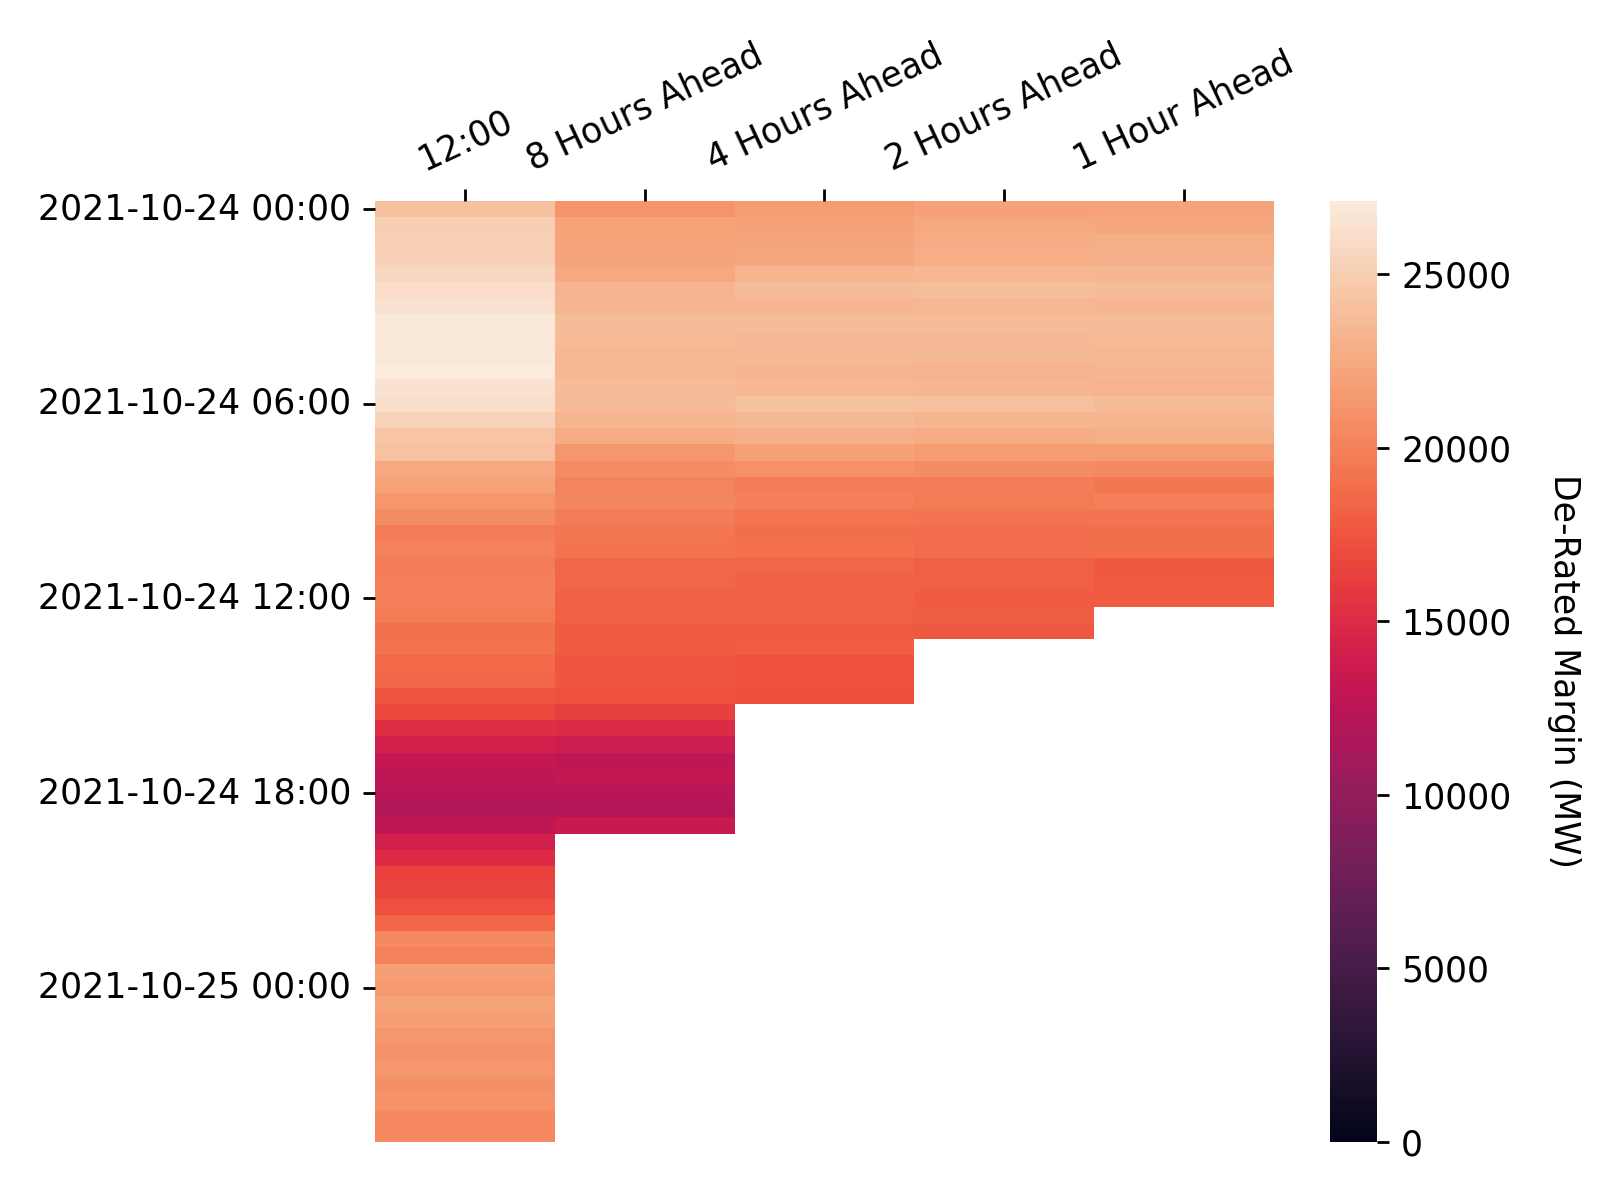 12:00
8 Hours Ahead
4 Hours Ahead
2 Hours Ahead
1 Hour Ahead
2021-10-24 00:00
2021-10-24 06:00
2021-10-24 12:00
2021-10-24 18:00
2021-10-25 00:00
25000
20000
15000
10000
5000
0
De-Rated Margin (MW)